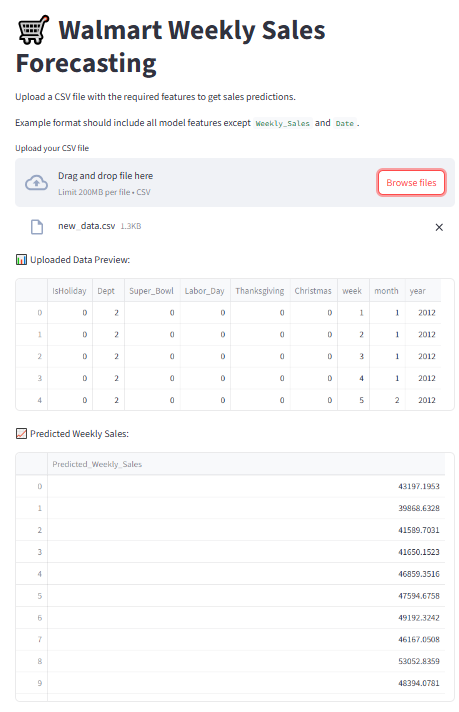 Walmart Weekly Sales
Forecasting
Upload a CSV file with the required features to get sales predictions.
Example format should include all model features except Weekly_Sales and Date.
Upload your CSV file
Drag and drop file here
Limit 200MB per file • CSV
Browse files
new_data.csv 1.3KB
Uploaded Data Preview:
IsHoliday Dept Super_Bowl Labor_Day Thanksgiving Christmas week month year
0 0 2 0 0 0 0 1 1 2012
1 0 2 0 0 0 0 2 1 2012
2 0 2 0 0 0 0 3 1 2012
3 0 2 0 0 0 0 4 1 2012
4 0 2 0 0 0 0 5 2 2012
Predicted Weekly Sales:
Predicted_Weekly_Sales
0 43197.1953
1 39868.6328
2 41589.7031
3 41650.1523
4 46859.3516
5 47594.6758
6 49192.3242
7 46167.0508
8 53052.8359
9 48394.0781